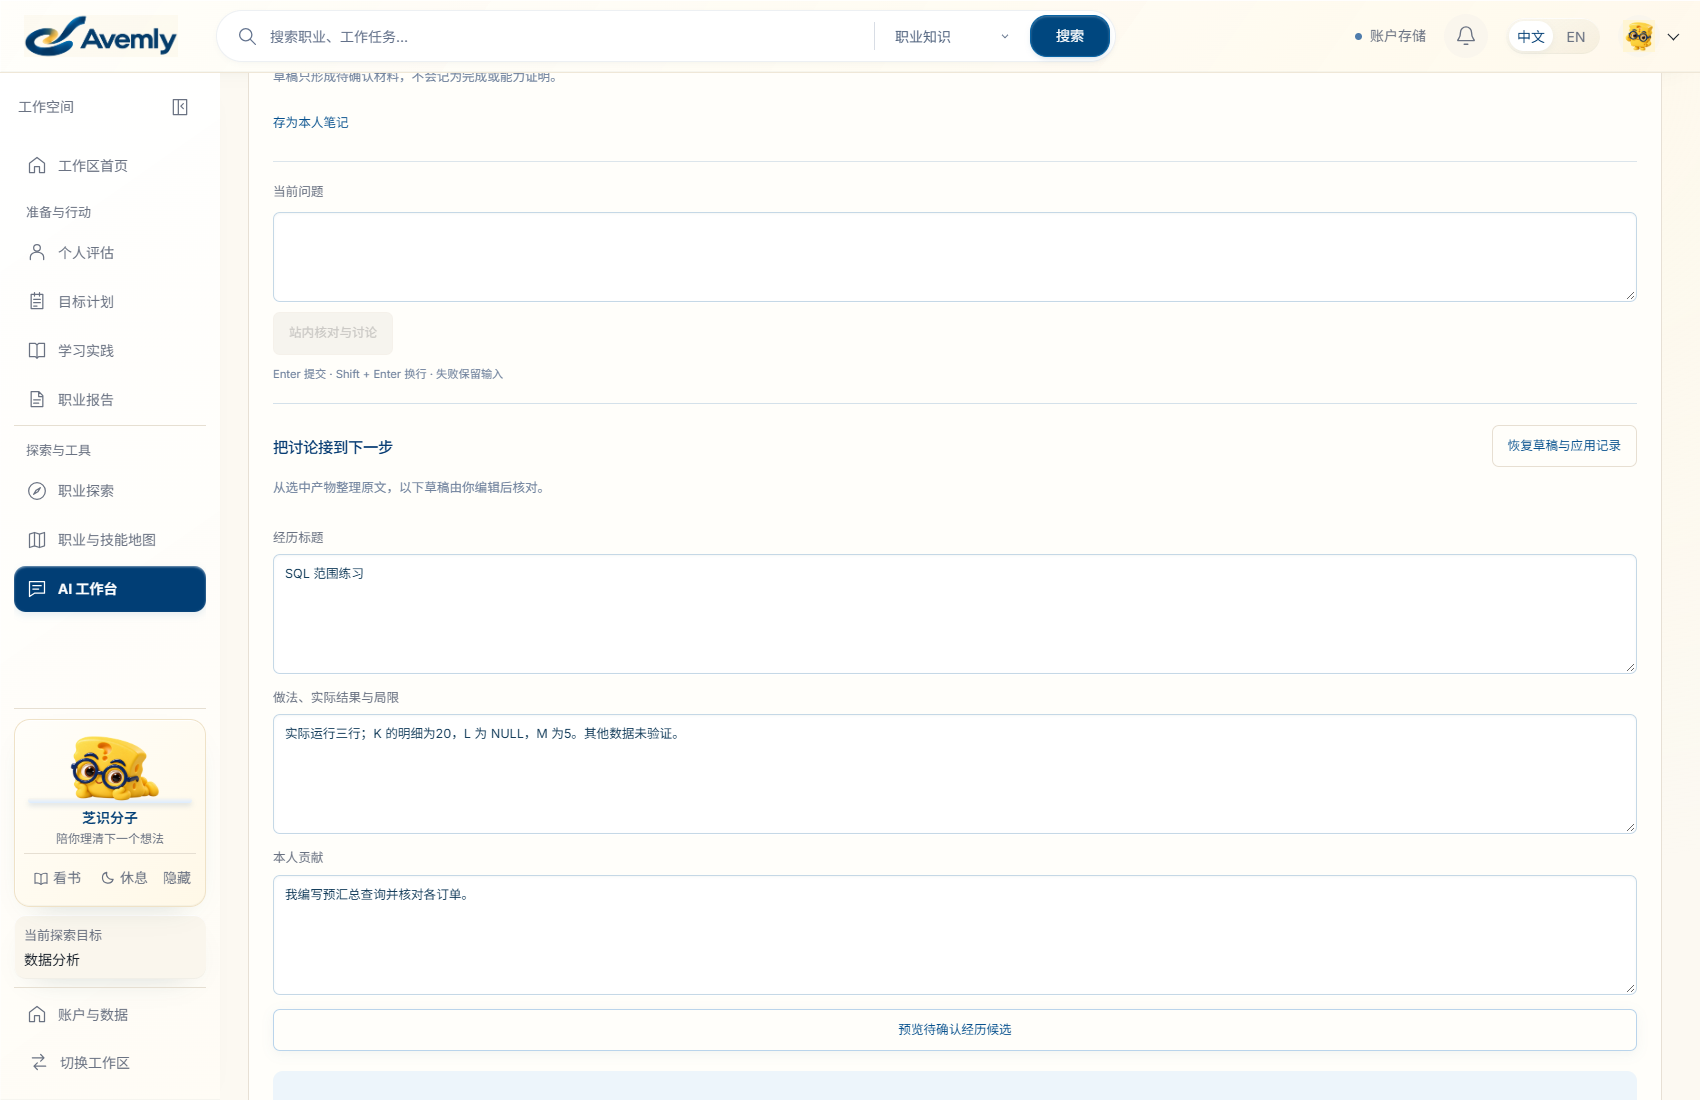 Avemly
搜索职业、工作任务...
职业知识
搜索
账户存储
中文
EN
工作空间
工作区首页
准备与行动
个人评估
目标计划
学习实践
职业报告
探索与工具
职业探索
职业与技能地图
AI 工作台
芝识分子
陪你理清下一个想法
看书
休息
隐藏
当前探索目标
数据分析
账户与数据
切换工作区
草稿只形成待确认材料，不会记为完成或能力证明。
存为本人笔记
当前问题
站内核对与讨论
Enter 提交 · Shift + Enter 换行 · 失败保留输入
把讨论接到下一步
恢复草稿与应用记录
从选中产物整理原文，以下草稿由你编辑后核对。
经历标题
SQL 范围练习
做法、实际结果与局限
实际运行三行；K 的明细为20，L 为 NULL，M 为5。其他数据未验证。
本人贡献
我编写预汇总查询并核对各订单。
预览待确认经历候选